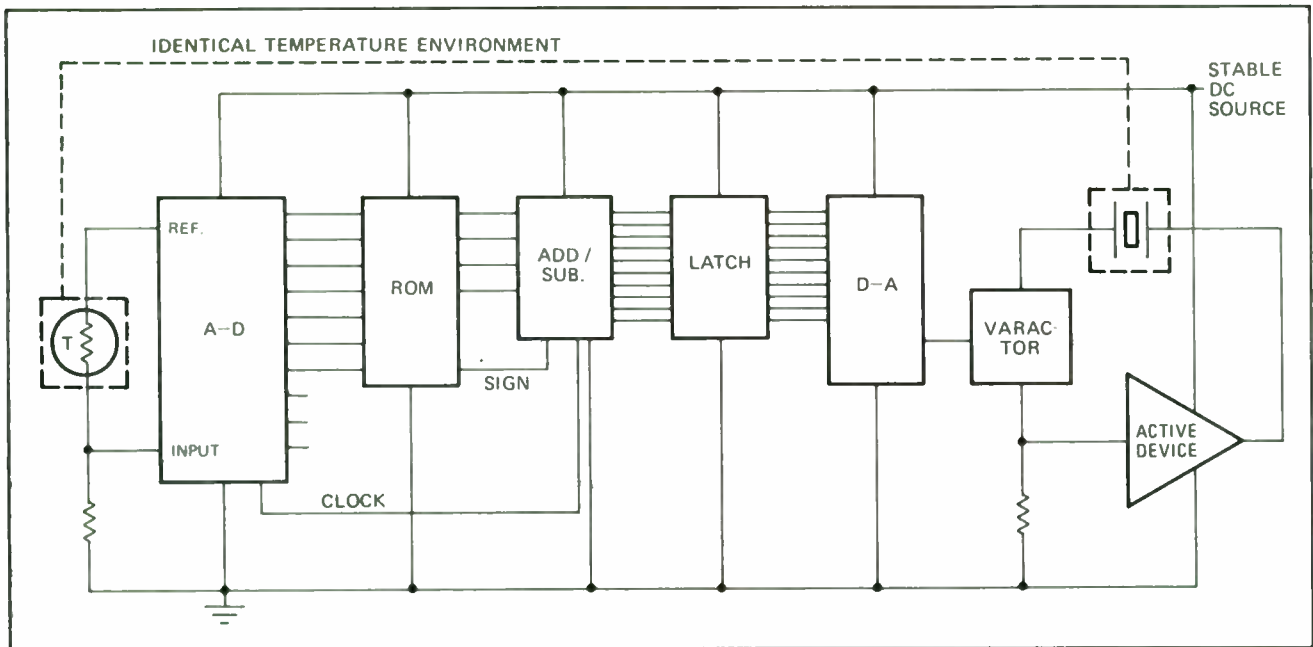 IDENTICAL TEMPERATURE ENVIRONMENT
STABLE
DC
SOURCE
REF.
T
A-D
INPUT
ROM
SIGN
CLOCK
ADD /
SUB.
LATCH
D-A
VARAC-
TOR
ACTIVE
DEVICE